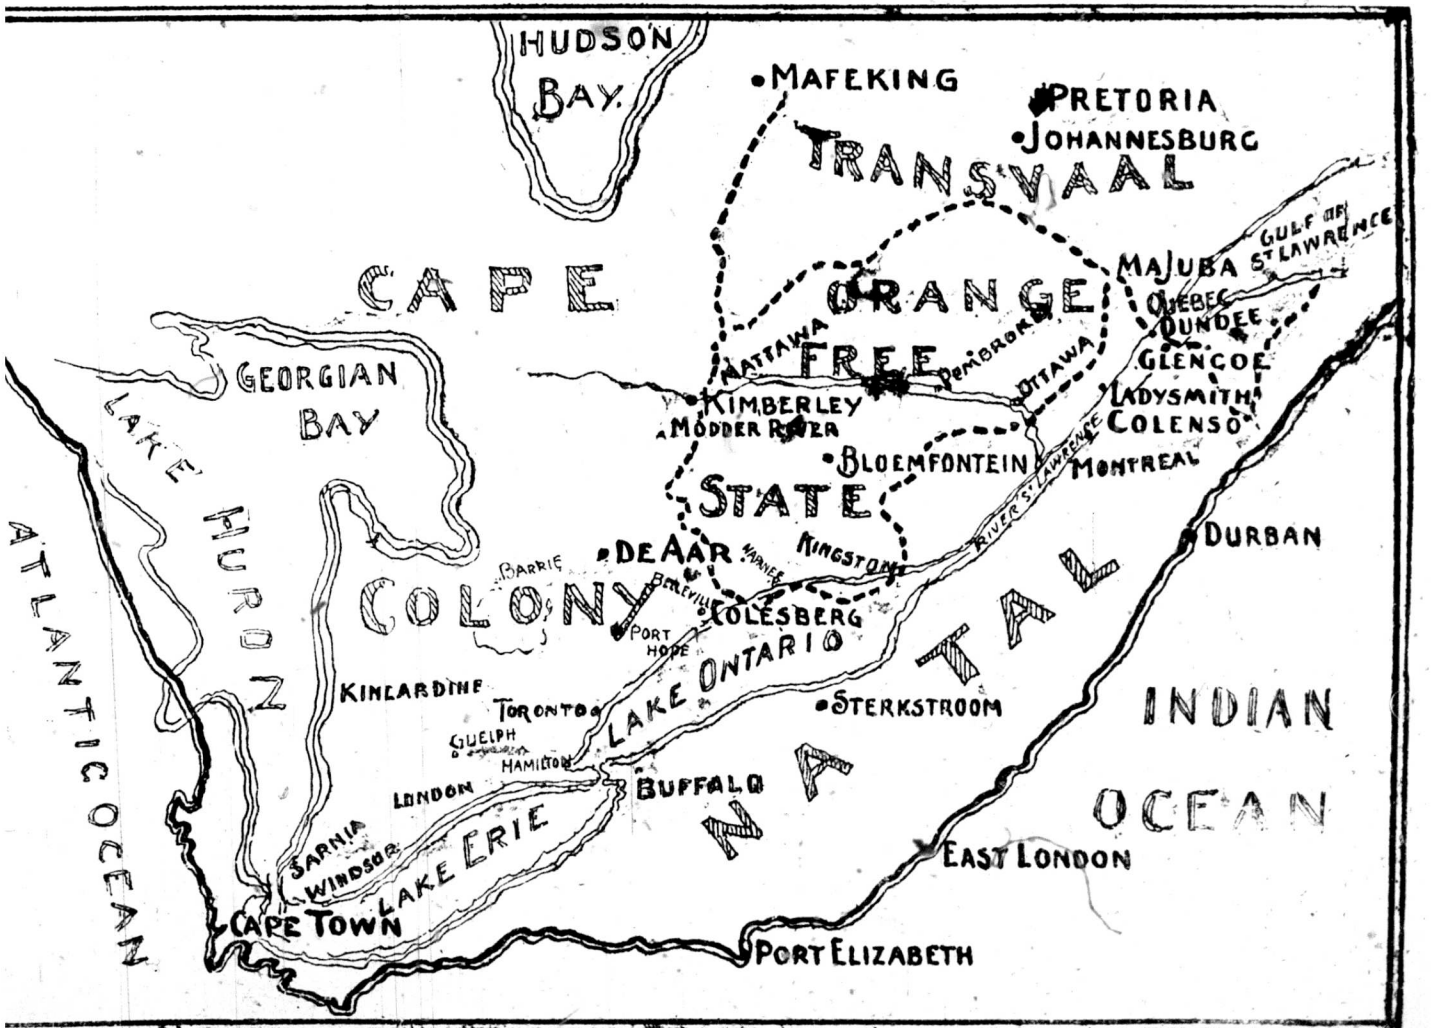 HUDSON
BAY.
MAFEKING
PRETORIA
JOHANNESBURG
TRANSVAAL
GULF OF
ST LAWRENCE
MAJUBA
CAPE
ORANGE
QUEBEC
DUNDEE
MATTAWA
FREE
PEMBROKE
OTTAWA
GLENCOE
GEORGIAN
BAY
LAKE HURON
KIMBERLEY
LADYSMITH
MODDER RIVER
COLENSO
BLOEMFONTEIN
RIVER ST LAWRENCE
MONTREAL
STATE
DURBAN
ATLANTIC OCEAN
DE AAR
NAPNEE
KINGSTON
BARRIE
BELLEVILLE
COLONY
COLESBERG
PORT
HOPE
NATAL
LAKE ONTARIO
KINCARDINE
TORONTO
STERKSTROOM
INDIAN
OCEAN
GUELPH
HAMILTON
LONDON
BUFFALO
SARNIA
WINDSOR
LAKE ERIE
EAST LONDON
CAPE TOWN
PORT ELIZABETH